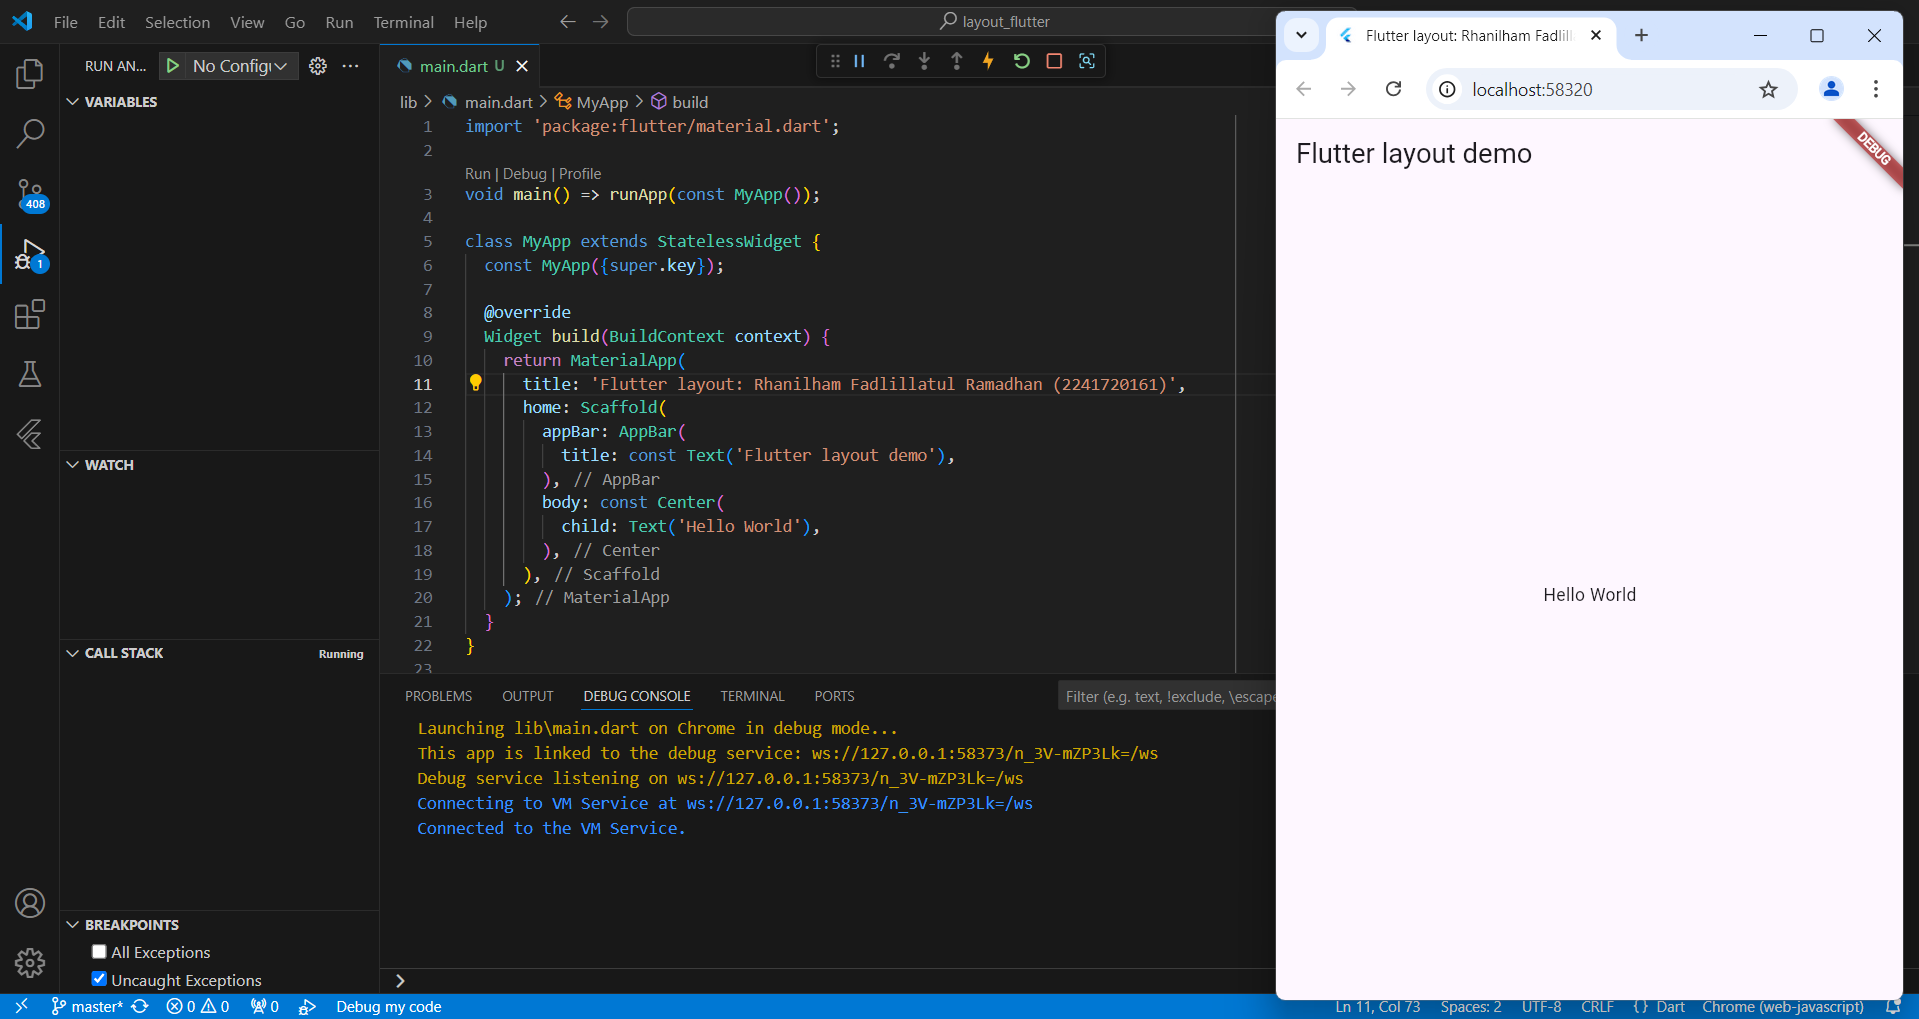 File Edit Selection View Go Run Terminal Help
layout_flutter
RUN AN... No Config
VARIABLES
WATCH
CALL STACK Running
BREAKPOINTS
All Exceptions
Uncaught Exceptions
408
1
main.dart U
lib > main.dart > MyApp > build
1 import 'package:flutter/material.dart';
2
Run | Debug | Profile
3 void main() => runApp(const MyApp());
4
5 class MyApp extends StatelessWidget {
6 const MyApp({super.key});
7
8 @override
9 Widget build(BuildContext context) {
10 return MaterialApp(
11 title: 'Flutter layout: Rhanilham Fadlillatul Ramadhan (2241720161)',
12 home: Scaffold(
13 appBar: AppBar(
14 title: const Text('Flutter layout demo'),
15 ), // AppBar
16 body: const Center(
17 child: Text('Hello World'),
18 ), // Center
19 ), // Scaffold
20 ); // MaterialApp
21 }
22 }
23
PROBLEMS OUTPUT DEBUG CONSOLE TERMINAL PORTS
Filter (e.g. text, !exclude, \escape
Launching lib\main.dart on Chrome in debug mode...
This app is linked to the debug service: ws://127.0.0.1:58373/n_3V-mZP3Lk=/ws
Debug service listening on ws://127.0.0.1:58373/n_3V-mZP3Lk=/ws
Connecting to VM Service at ws://127.0.0.1:58373/n_3V-mZP3Lk=/ws
Connected to the VM Service.
>
master* 0 0 0 Debug my code
Ln 11, Col 73 Spaces: 2 UTF-8 CRLF {} Dart Chrome (web-javascript)
Flutter layout: Rhanilham Fadlill
localhost:58320
Flutter layout demo
DEBUG
Hello World